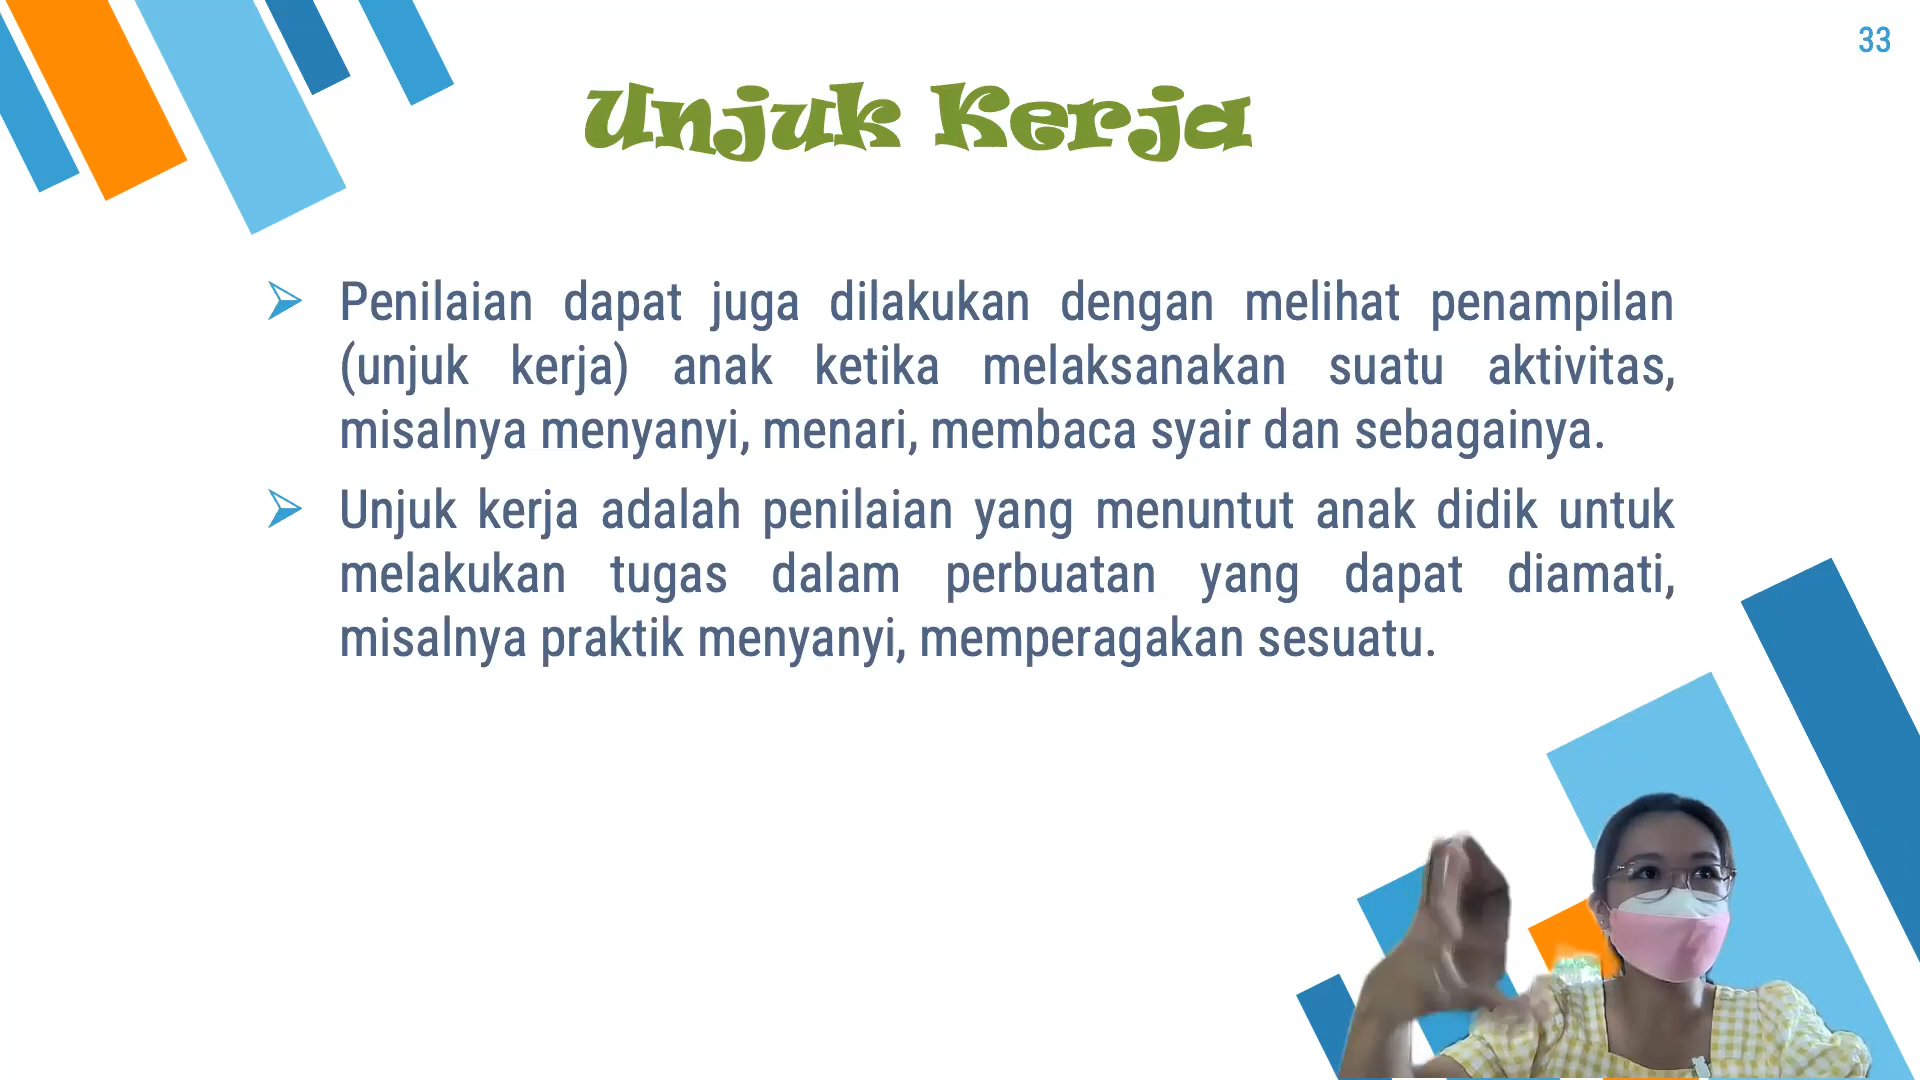 33
Unjuk Kerja
Penilaian dapat juga dilakukan dengan melihat penampilan
(unjuk kerja) anak ketika melaksanakan suatu aktivitas,
misalnya menyanyi, menari, membaca syair dan sebagainya.
Unjuk kerja adalah penilaian yang menuntut anak didik untuk
melakukan tugas dalam perbuatan yang dapat diamati,
misalnya praktik menyanyi, memperagakan sesuatu.